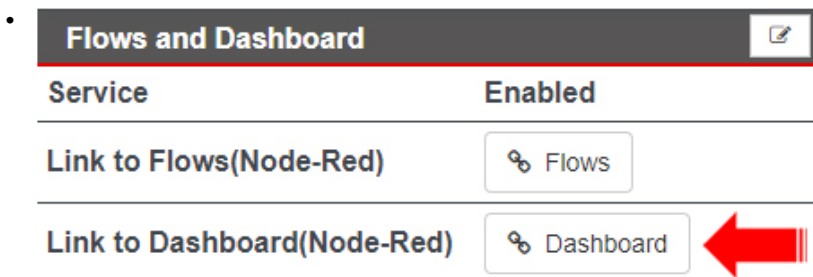 Flows and Dashboard
Service Enabled
Link to Flows(Node-Red) Flows
Link to Dashboard(Node-Red) Dashboard